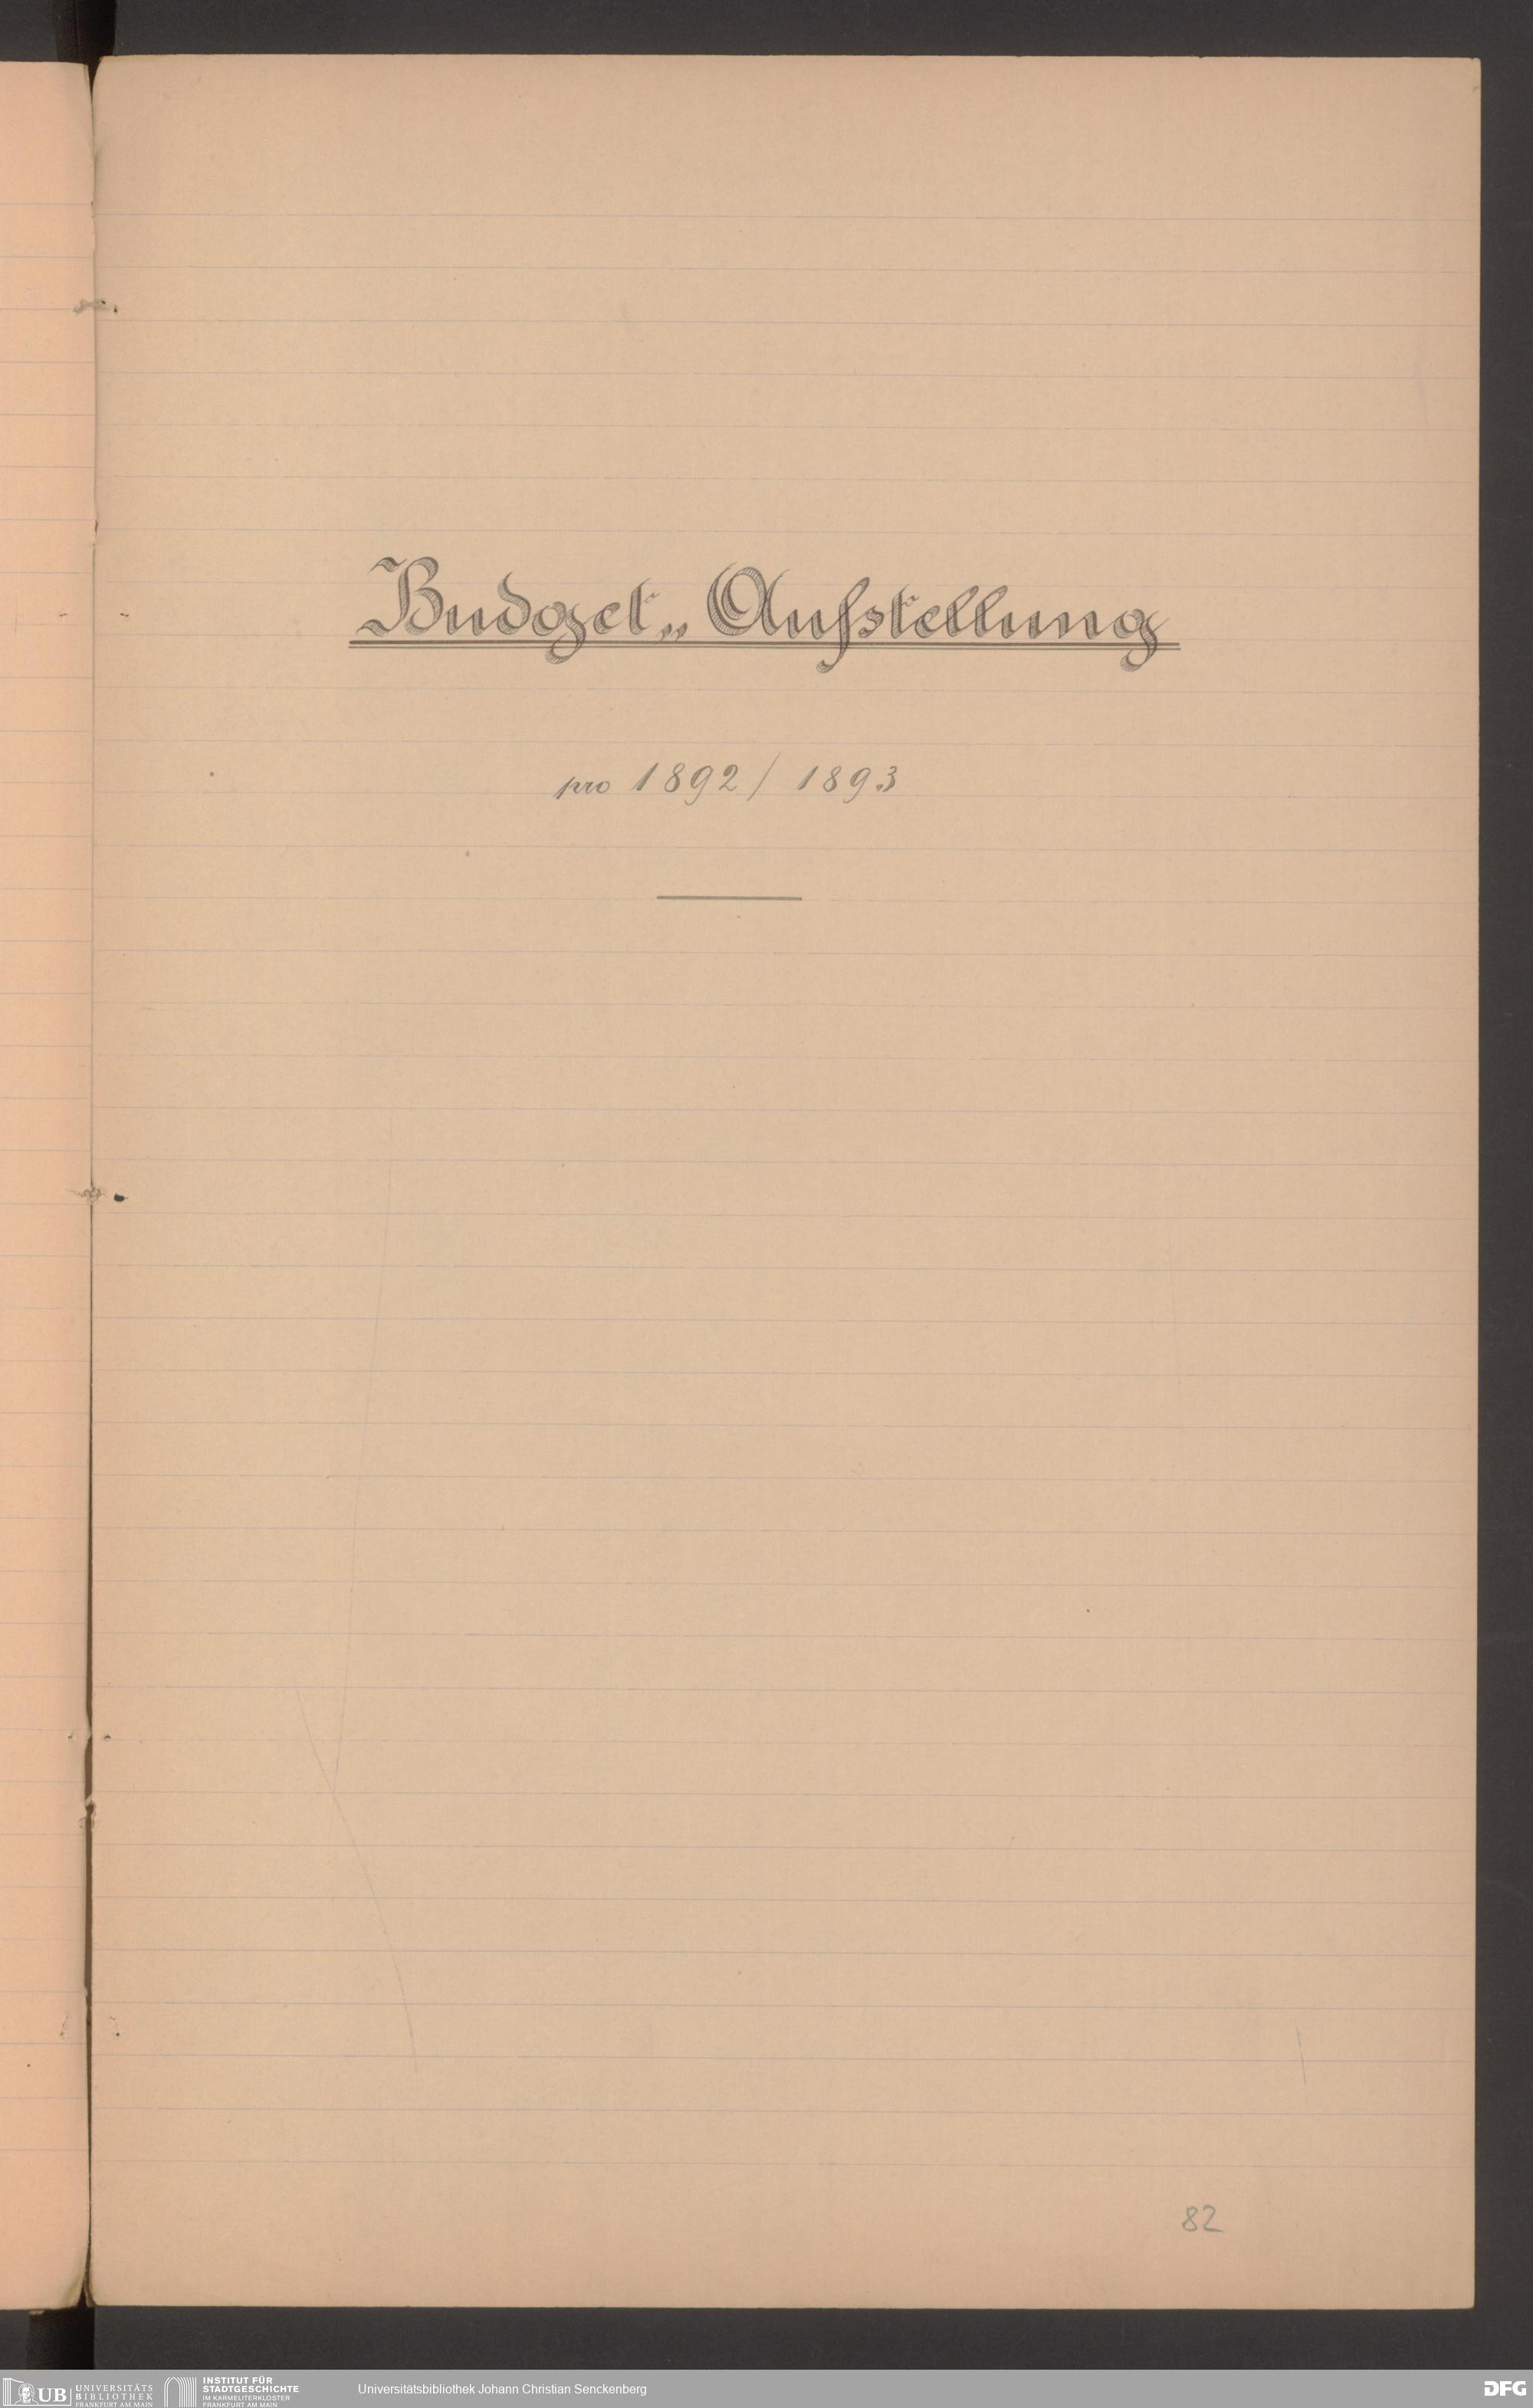 Budget„ Aufstellung
pro 1892 / 1893
82
UB UNIVERSITÄTS
BIBLIOTHEK
FRANKFURT AM MAIN
INSTITUT FÜR
STADTGESCHICHTE
IM KARMELITERKLOSTER
FRANKFURT AM MAIN
Universitätsbibliothek Johann Christian Senckenberg
DFG